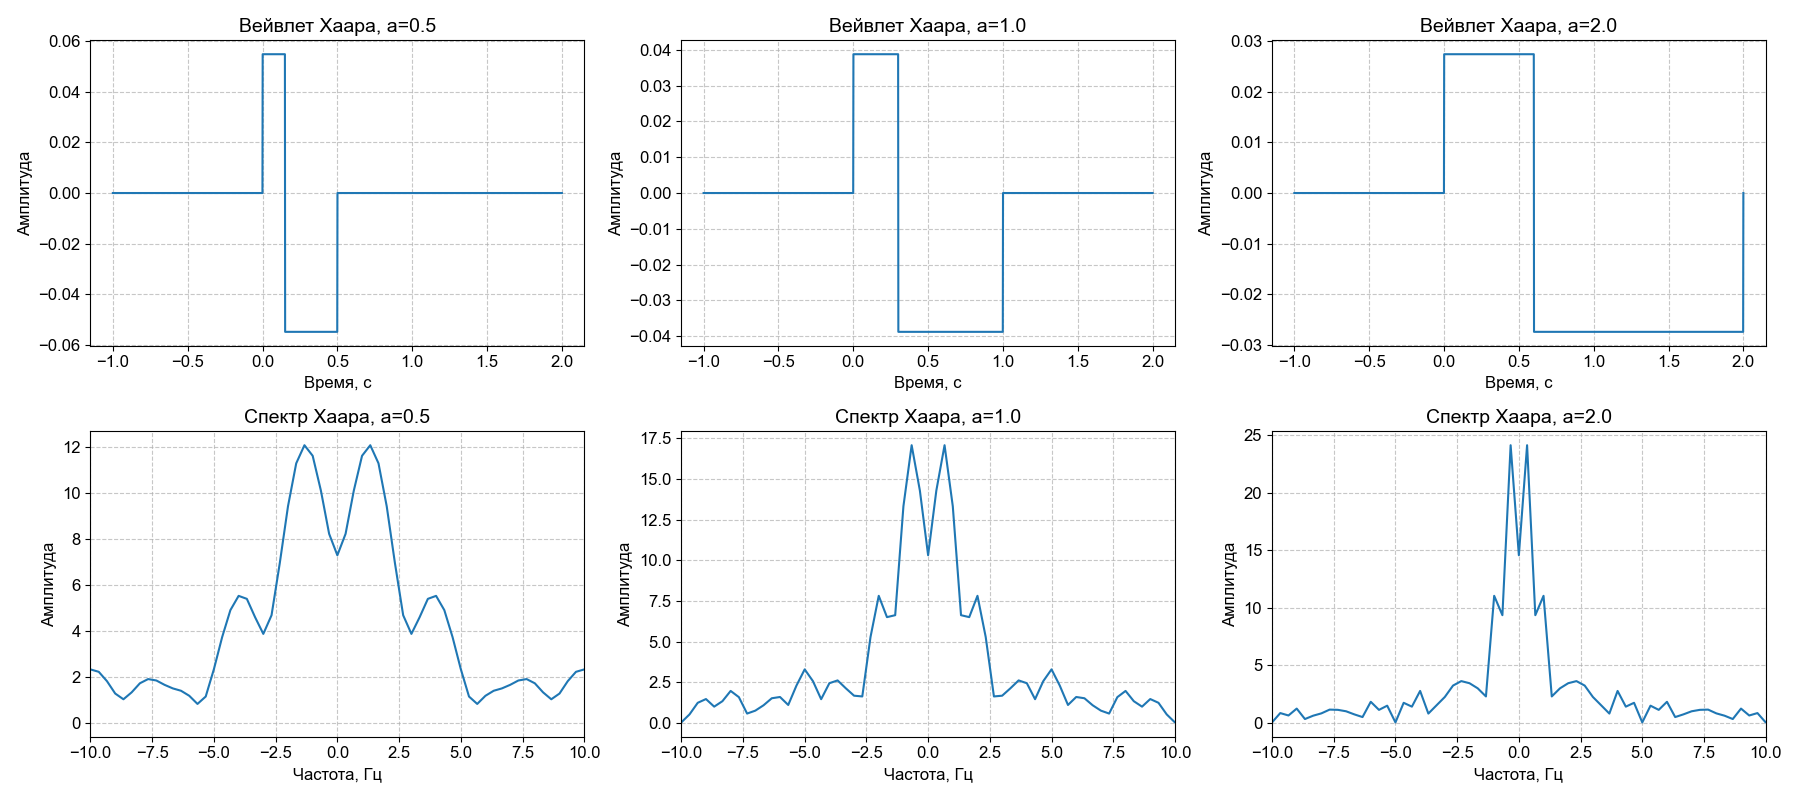 Вейвлет Хаара, a=0.5
Вейвлет Хаара, a=1.0
Вейвлет Хаара, a=2.0
0.06
0.04
0.02
0.00
−0.02
−0.04
−0.06
Амплитуда
−1.0 −0.5 0.0 0.5 1.0 1.5 2.0
Время, с
0.04
0.03
0.02
0.01
0.00
−0.01
−0.02
−0.03
−0.04
Амплитуда
−1.0 −0.5 0.0 0.5 1.0 1.5 2.0
Время, с
0.03
0.02
0.01
0.00
−0.01
−0.02
−0.03
Амплитуда
−1.0 −0.5 0.0 0.5 1.0 1.5 2.0
Время, с
Спектр Хаара, a=0.5
Спектр Хаара, a=1.0
Спектр Хаара, a=2.0
12
10
8
6
4
2
0
Амплитуда
−10.0 −7.5 −5.0 −2.5 0.0 2.5 5.0 7.5 10.0
Частота, Гц
17.5
15.0
12.5
10.0
7.5
5.0
2.5
0.0
Амплитуда
−10.0 −7.5 −5.0 −2.5 0.0 2.5 5.0 7.5 10.0
Частота, Гц
25
20
15
10
5
0
Амплитуда
−10.0 −7.5 −5.0 −2.5 0.0 2.5 5.0 7.5 10.0
Частота, Гц